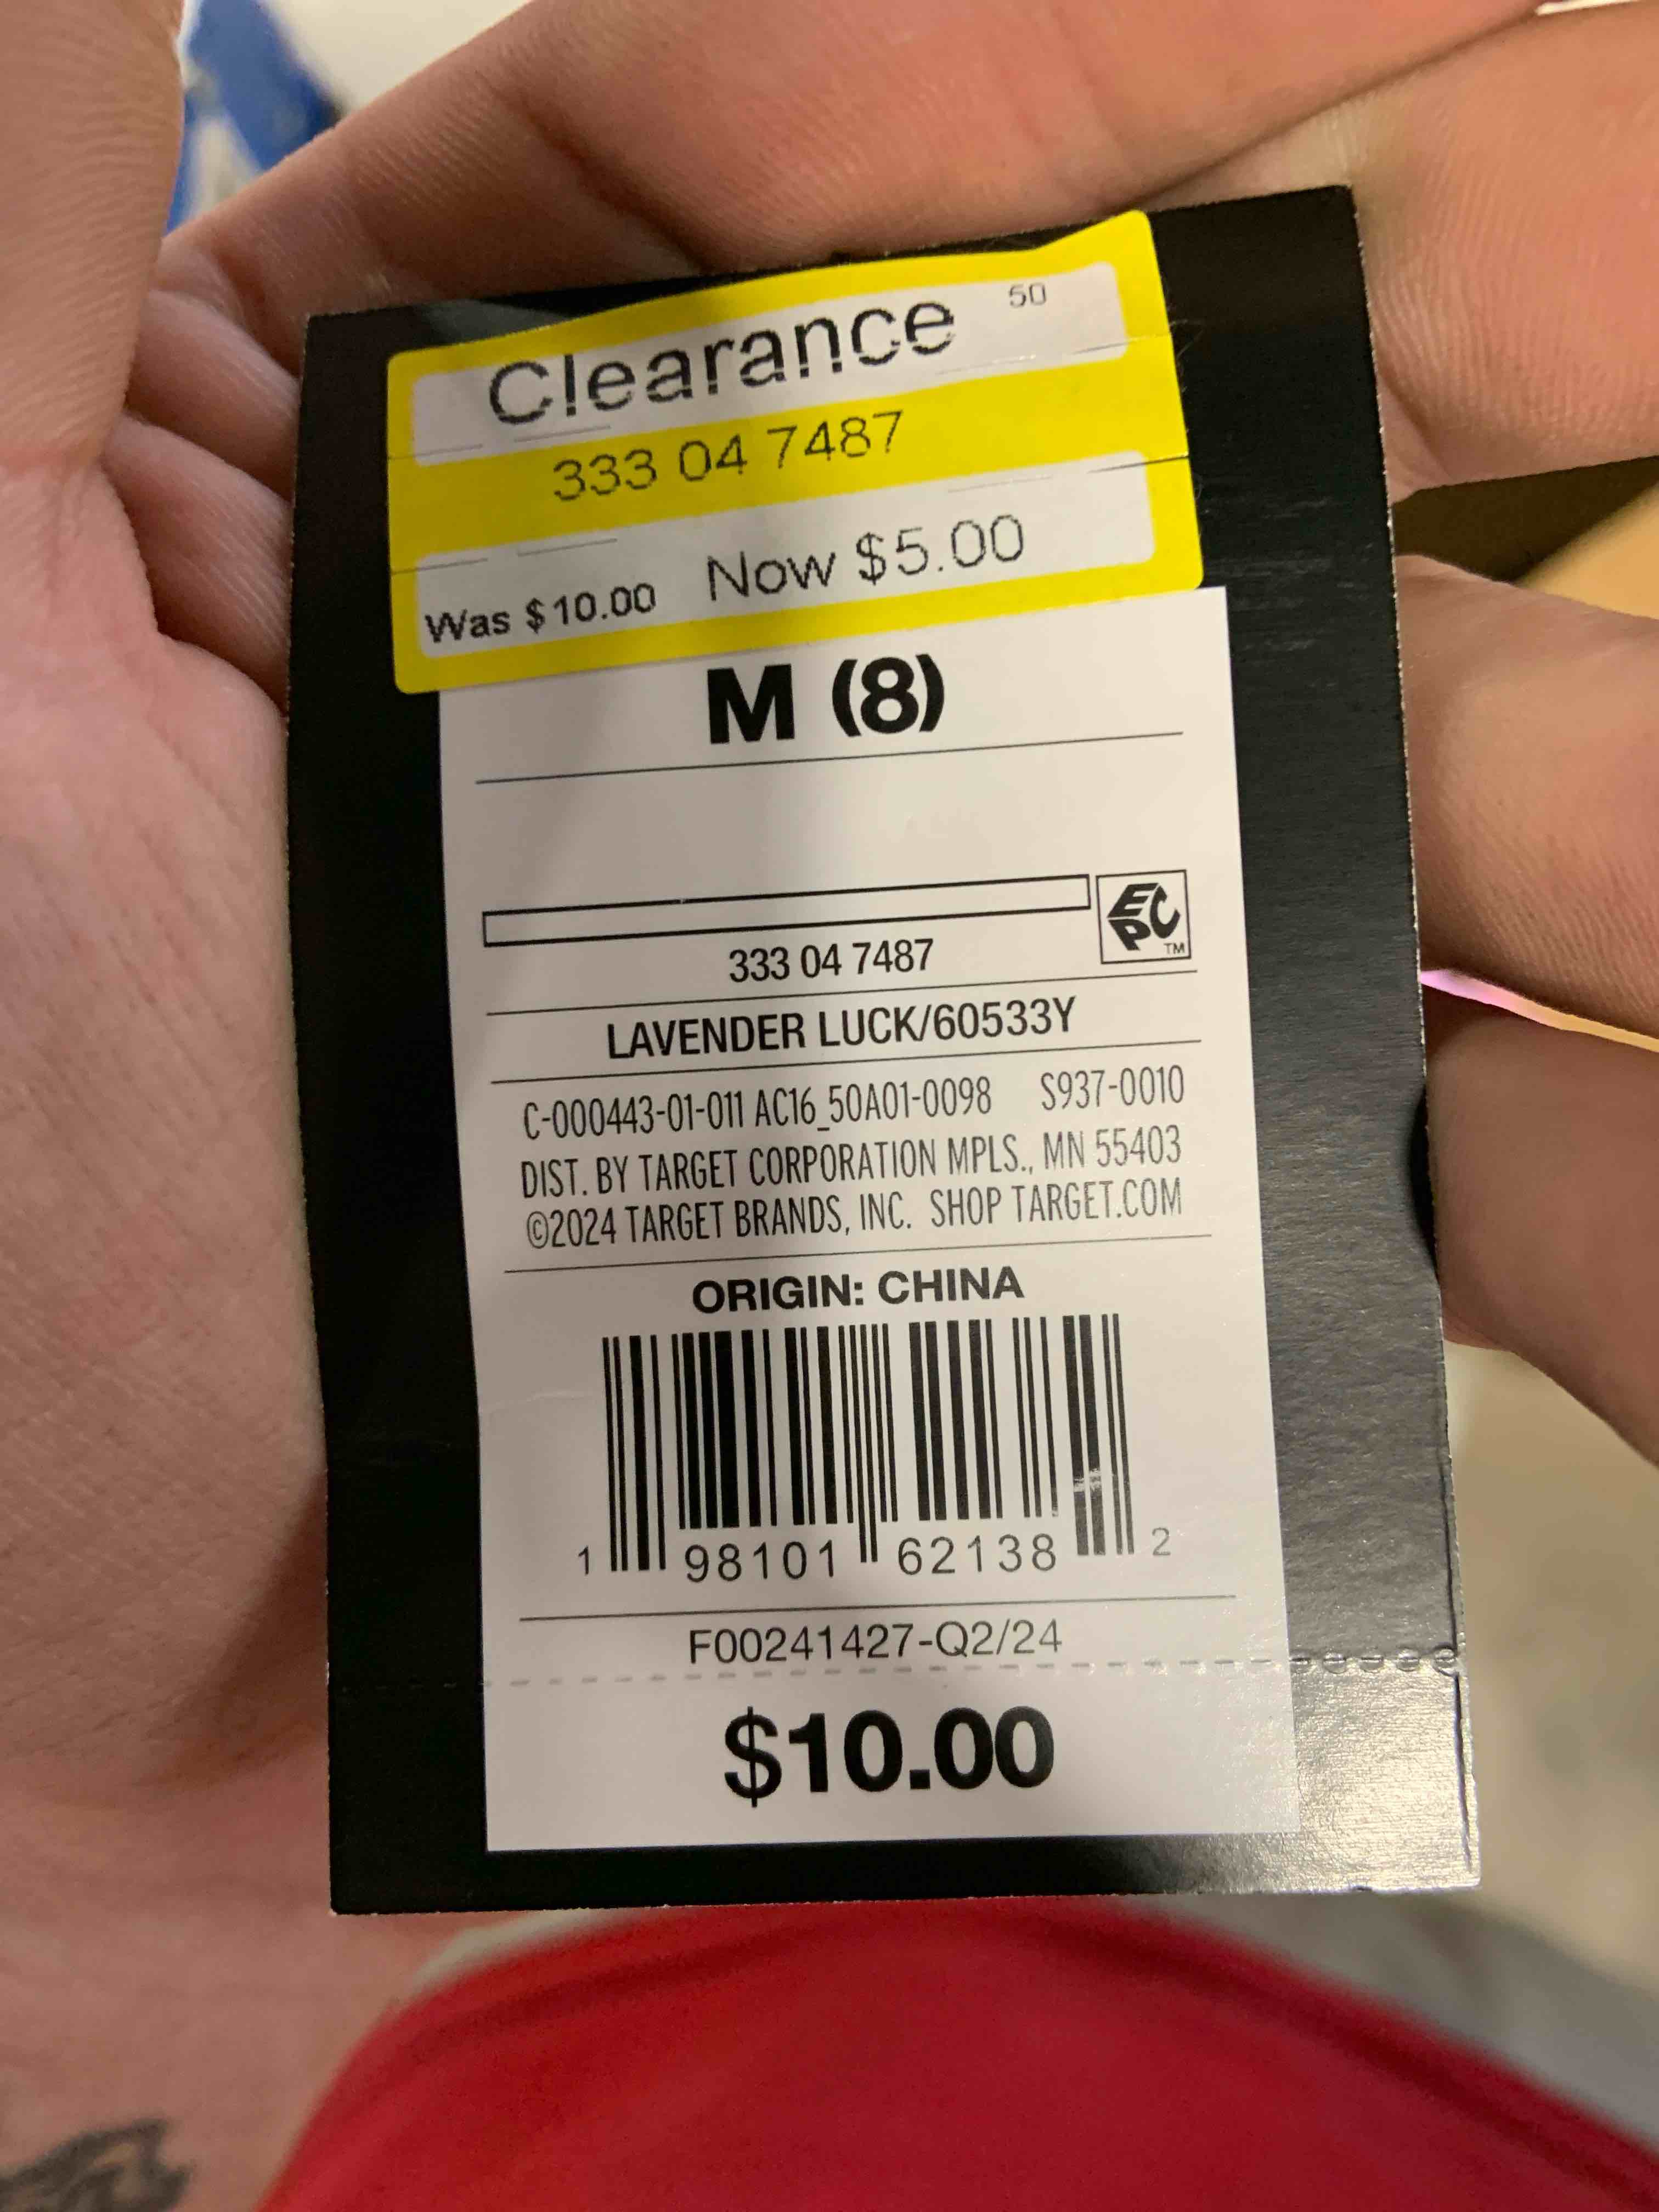 Clearance 50
333 04 7487
Was $10.00 Now $5.00
M (8)
EPC TM
333 04 7487
LAVENDER LUCK/60533Y
C-000443-01-011 AC16_50A01-0098 S937-0010
DIST. BY TARGET CORPORATION MPLS., MN 55403
©2024 TARGET BRANDS, INC. SHOP TARGET.COM
ORIGIN: CHINA
1 98101 62138 2
F00241427-Q2/24
$10.00